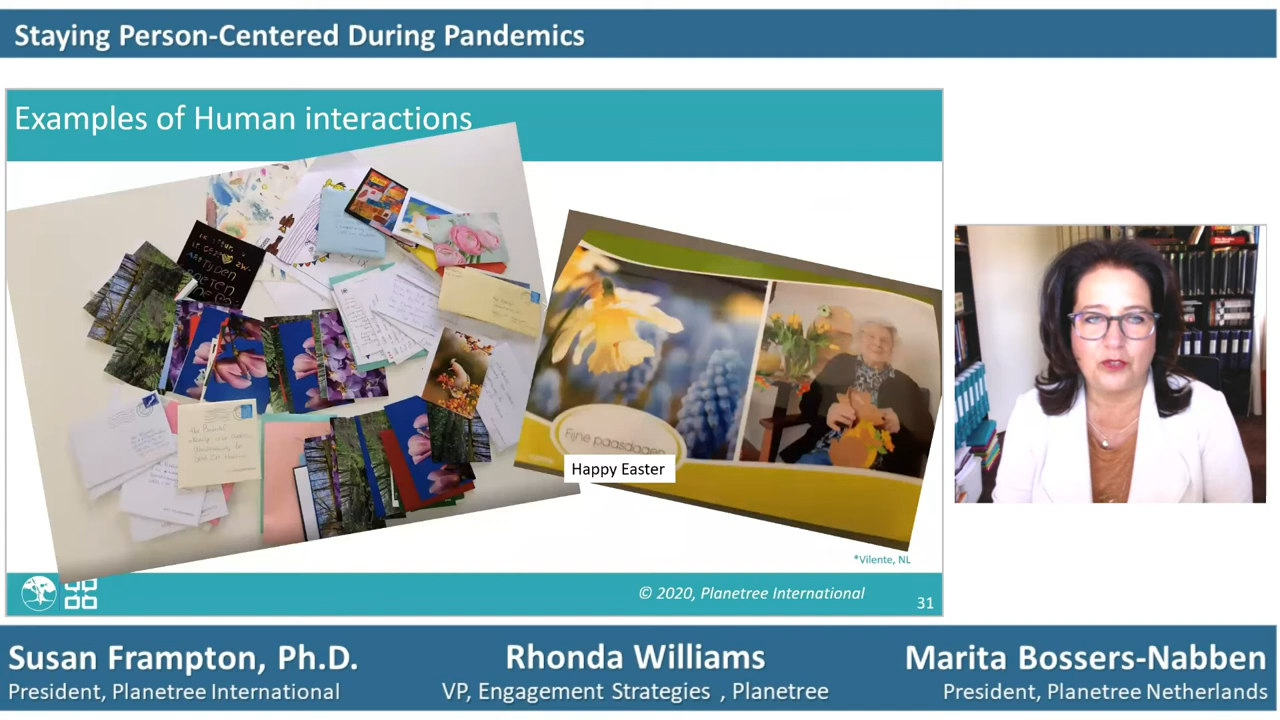 Staying Person-Centered During Pandemics
Examples of Human interactions
Fijne paasdagen
Happy Easter
*Vilente, NL
© 2020, Planetree International
31
Susan Frampton, Ph.D.
President, Planetree International
Rhonda Williams
VP, Engagement Strategies , Planetree
Marita Bossers-Nabben
President, Planetree Netherlands